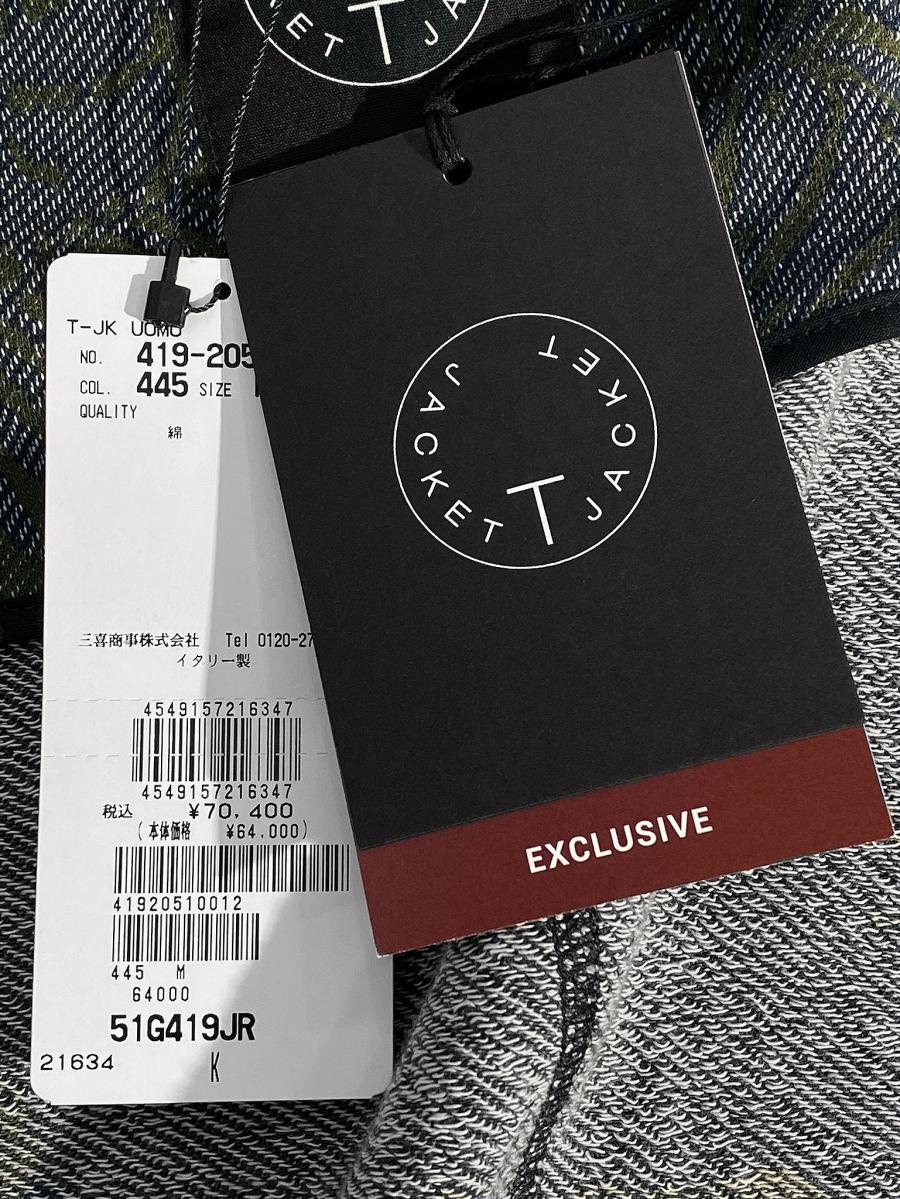 KET T JA
T-JK UOMO
NO. 419-205
COL. 445 SIZE
QUALITY
綿
三喜商事株式会社 Tel 0120-27
イタリー製
4549157216347
4549157216347
税込 ¥70,400
(本体価格 ¥64,000)
41920510012
445 M
64000
51G419JR
21634 K
JACKET T JACKET
EXCLUSIVE